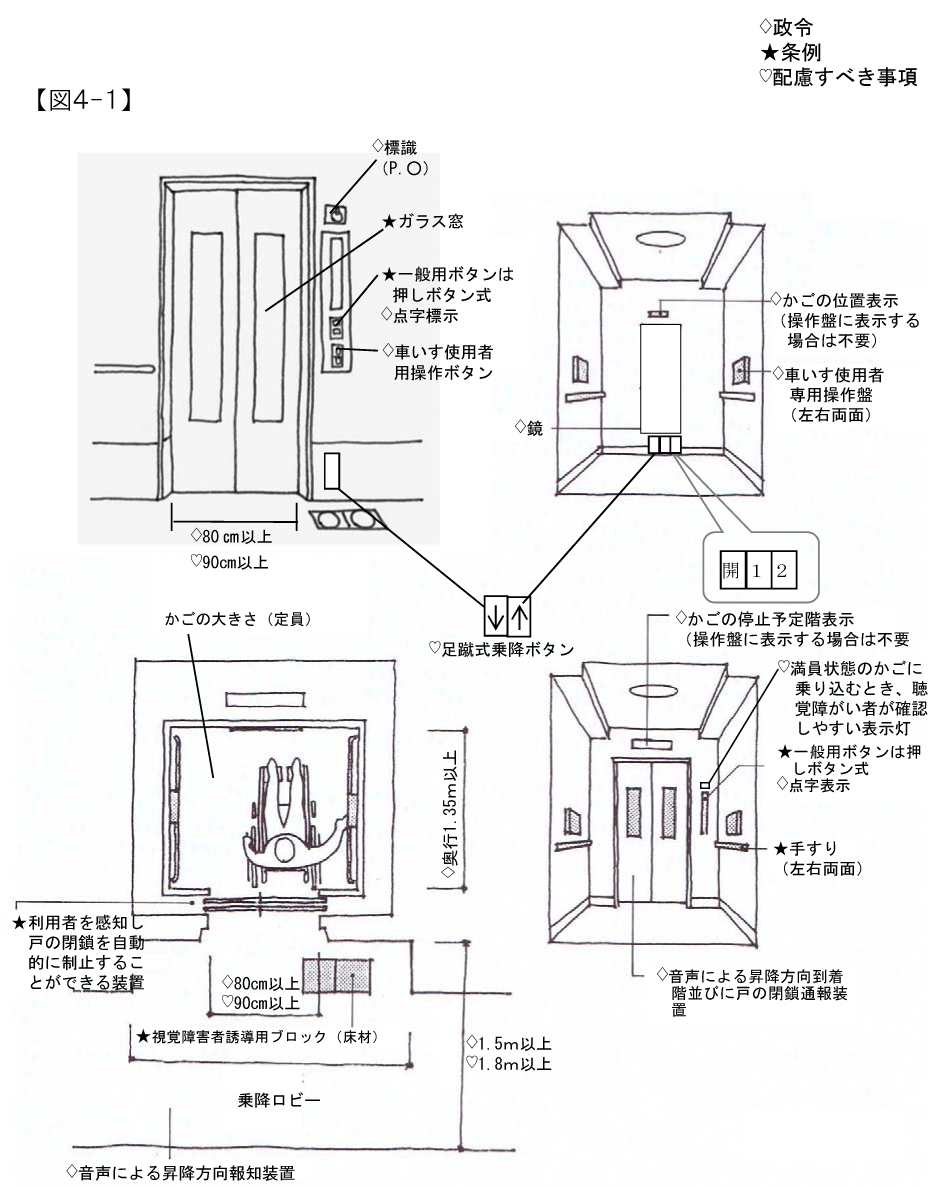 ◇政令
★条例
♡配慮すべき事項
【図4-1】
◇標識
（P.〇）
★ガラス窓
★一般用ボタンは
押しボタン式
◇点字標示
◇車いす使用者
用操作ボタン
◇80cm以上
♡90cm以上
◇かごの位置表示
（操作盤に表示する
場合は不要）
◇車いす使用者
専用操作盤
（左右両面）
◇鏡
開 1 2
♡足蹴式乗降ボタン
かごの大きさ（定員）
◇奥行1.35m以上
★利用者を感知し
戸の閉鎖を自動
的に制止するこ
とができる装置
◇80cm以上
♡90cm以上
★視覚障害者誘導用ブロック（床材）
◇1.5m以上
♡1.8m以上
乗降ロビー
◇音声による昇降方向報知装置
◇かごの停止予定階表示
（操作盤に表示する場合は不要
♡満員状態のかごに
乗り込むとき、聴
覚障がい者が確認
しやすい表示灯
★一般用ボタンは押
しボタン式
◇点字表示
★手すり
（左右両面）
◇音声による昇降方向到着
階並びに戸の閉鎖通報装
置